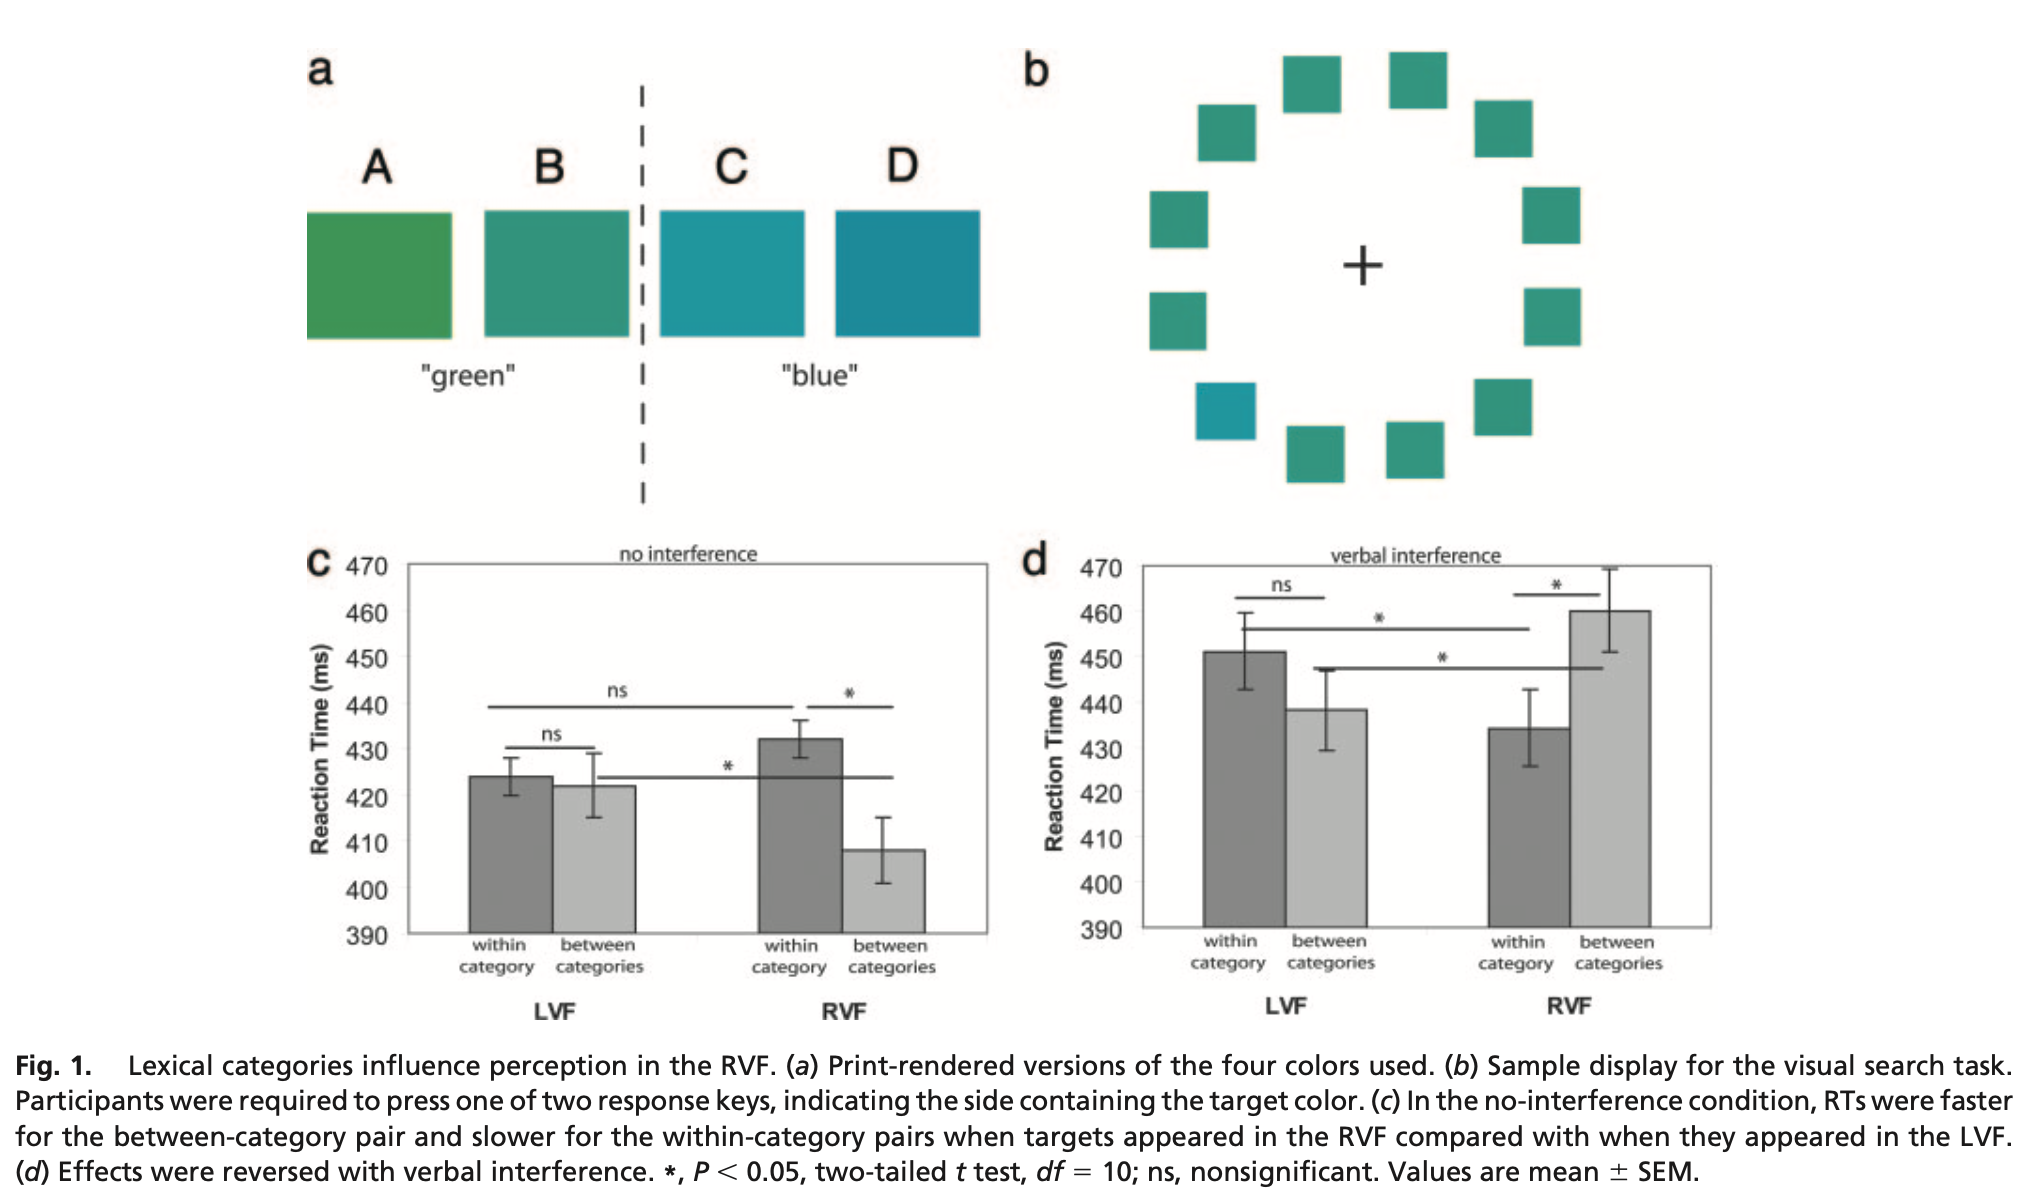 a
A B C D
"green" "blue"
b
+
c
no interference
Reaction Time (ms)
470
460
450
440
430
420
410
400
390
ns
*
ns
*
within category
between categories
within category
between categories
LVF
RVF
d
verbal interference
Reaction Time (ms)
470
460
450
440
430
420
410
400
390
ns
*
*
*
within category
between categories
within category
between categories
LVF
RVF
Fig. 1. Lexical categories influence perception in the RVF. (a) Print-rendered versions of the four colors used. (b) Sample display for the visual search task.
Participants were required to press one of two response keys, indicating the side containing the target color. (c) In the no-interference condition, RTs were faster
for the between-category pair and slower for the within-category pairs when targets appeared in the RVF compared with when they appeared in the LVF.
(d) Effects were reversed with verbal interference. *, P < 0.05, two-tailed t test, df = 10; ns, nonsignificant. Values are mean ± SEM.